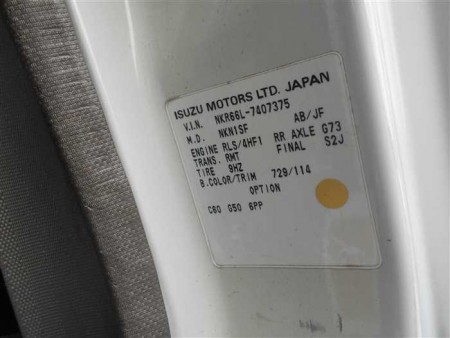 ISUZU MOTORS LTD. JAPAN
V.I.N. NKR66L-7407375
M.D. NKN1SF AB/JF
ENGINE RLS/4HF1 RR AXLE G73
TRANS. RMT FINAL S2J
TIRE 9HZ
B.COLOR/TRIM 729/114
OPTION
C60 G50 6PP